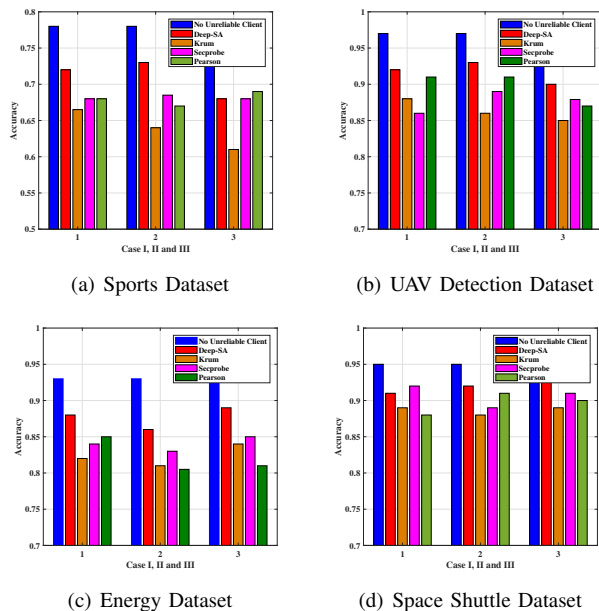 0.8
0.75
0.7
0.65
0.6
0.55
0.5
Accuracy
1 2 3
Case I, II and III
No Unreliable Client
Deep-SA
Krum
Secprobe
Pearson
(a) Sports Dataset
1
0.95
0.9
0.85
0.8
0.75
0.7
Accuracy
1 2 3
Case I, II and III
No Unreliable Client
Deep-SA
Krum
Secprobe
Pearson
(b) UAV Detection Dataset
1
0.95
0.9
0.85
0.8
0.75
0.7
Accuracy
1 2 3
Case I, II and III
No Unreliable Client
Deep-SA
Krum
Secprobe
Pearson
(c) Energy Dataset
1
0.95
0.9
0.85
0.8
0.75
0.7
Accuracy
1 2 3
Case I, II and III
No Unreliable Client
Deep-SA
Krum
Secprobe
Pearson
(d) Space Shuttle Dataset